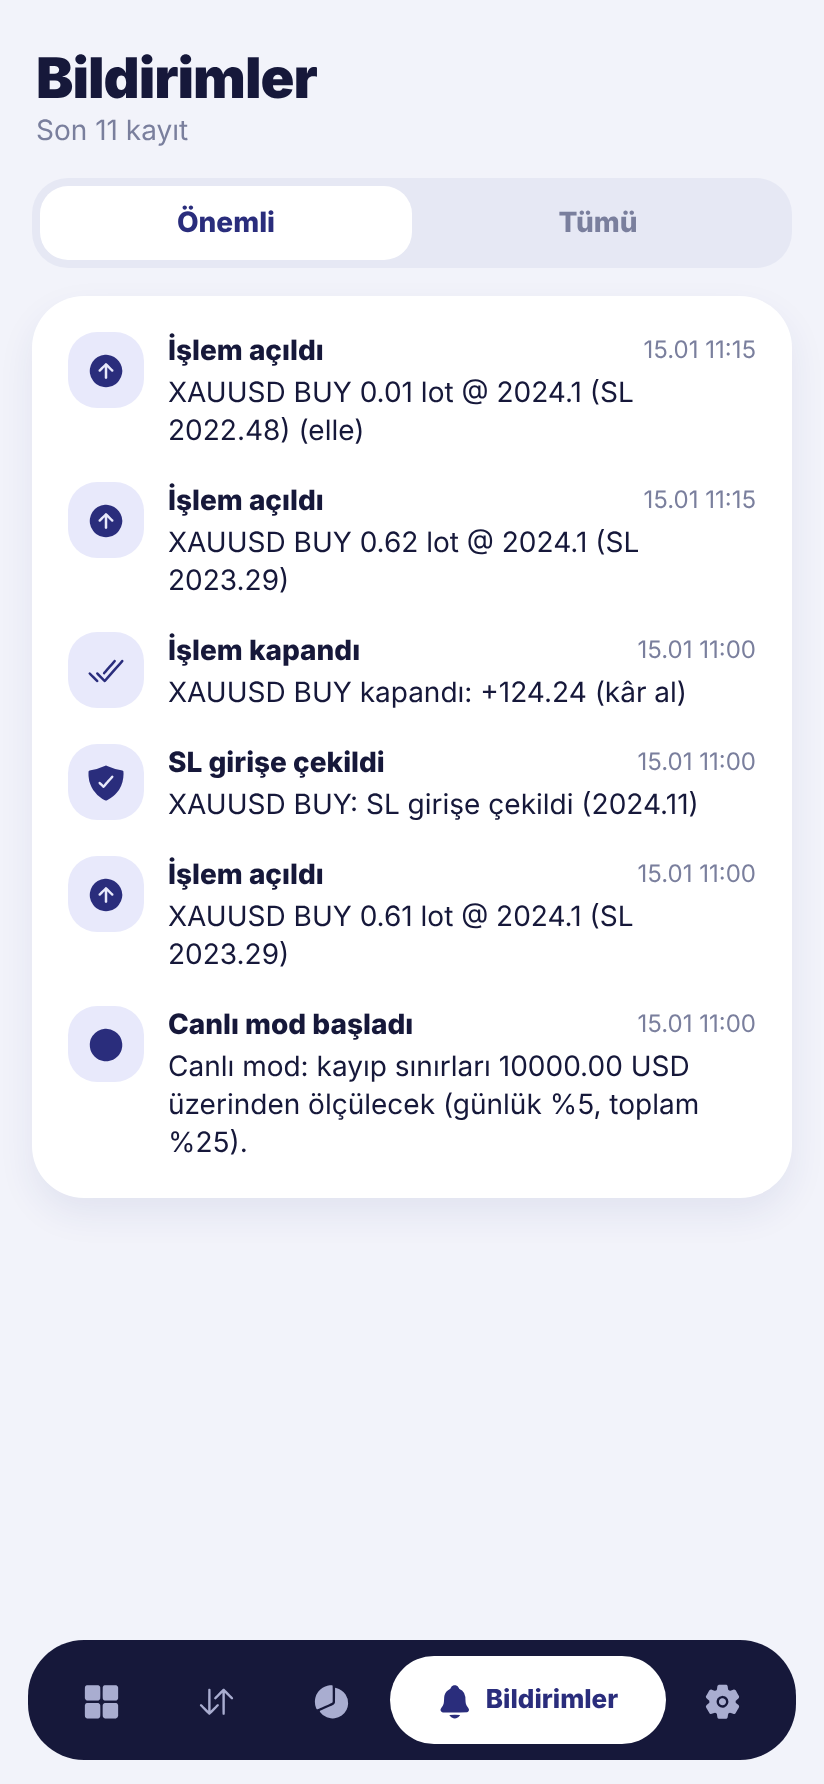 Bildirimler
Son 11 kayıt
Önemli
Tümü
İşlem açıldı
15.01 11:15
XAUUSD BUY 0.01 lot @ 2024.1 (SL
2022.48) (elle)
İşlem açıldı
15.01 11:15
XAUUSD BUY 0.62 lot @ 2024.1 (SL
2023.29)
İşlem kapandı
15.01 11:00
XAUUSD BUY kapandı: +124.24 (kâr al)
SL girişe çekildi
15.01 11:00
XAUUSD BUY: SL girişe çekildi (2024.11)
İşlem açıldı
15.01 11:00
XAUUSD BUY 0.61 lot @ 2024.1 (SL
2023.29)
Canlı mod başladı
15.01 11:00
Canlı mod: kayıp sınırları 10000.00 USD
üzerinden ölçülecek (günlük %5, toplam
%25).
Bildirimler